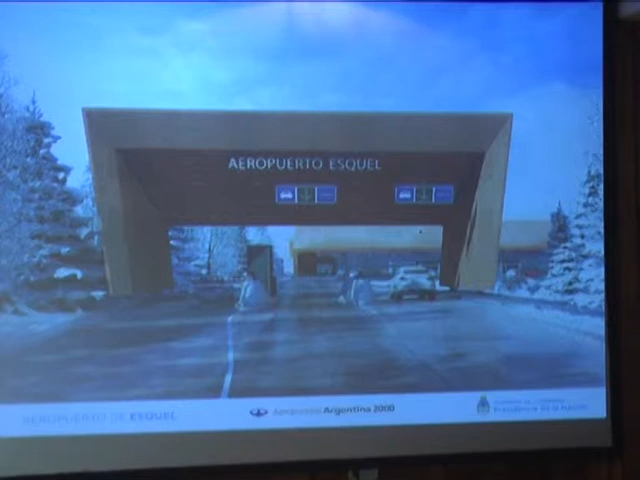 AEROPUERTO ESQUEL
AEROPUERTO DE ESQUEL
Aeropuertos Argentina 2000
Presidencia de la Nación